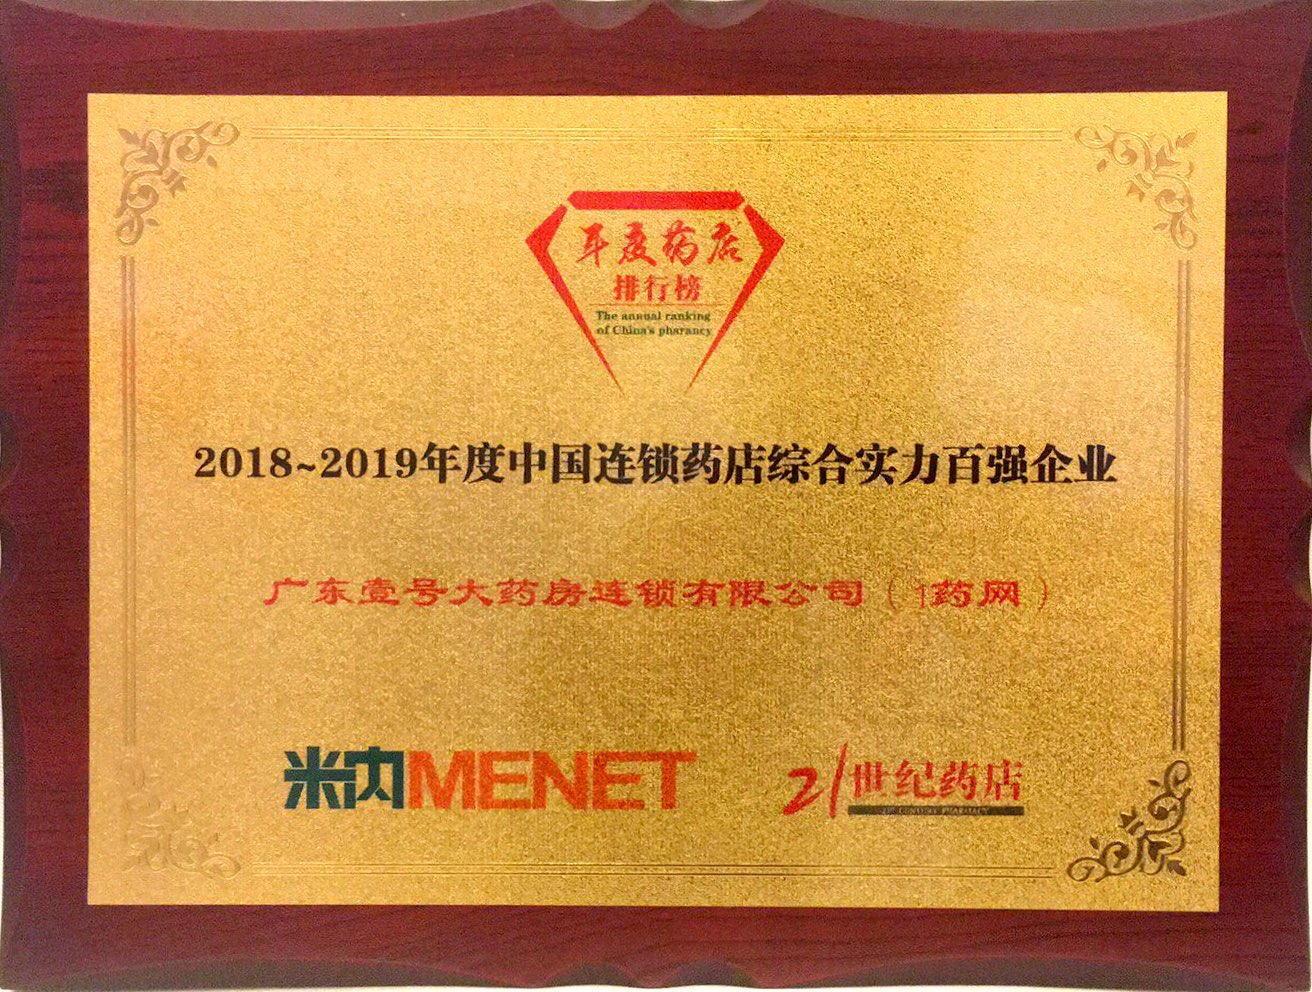 年度药店
排行榜
The annual ranking
of China's pharancy
2018~2019年度中国连锁药店综合实力百强企业
广东壹号大药房连锁有限公司（1药网）
米内MENET
21世纪药店
21ST CENTURY PHARMACY